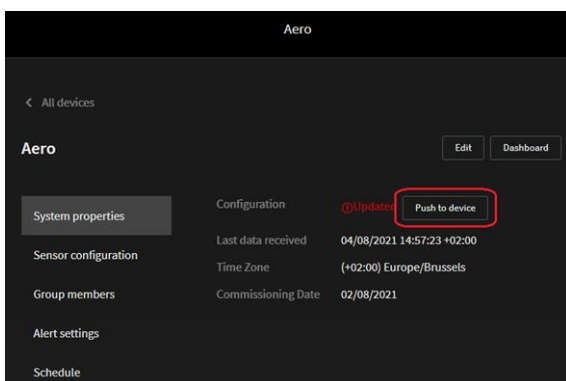 Aero
< All devices
Aero
Edit
Dashboard
System properties
Configuration
Updated
Push to device
Last data received
04/08/2021 14:57:23 +02:00
Sensor configuration
Time Zone
(+02:00) Europe/Brussels
Group members
Commissioning Date
02/08/2021
Alert settings
Schedule